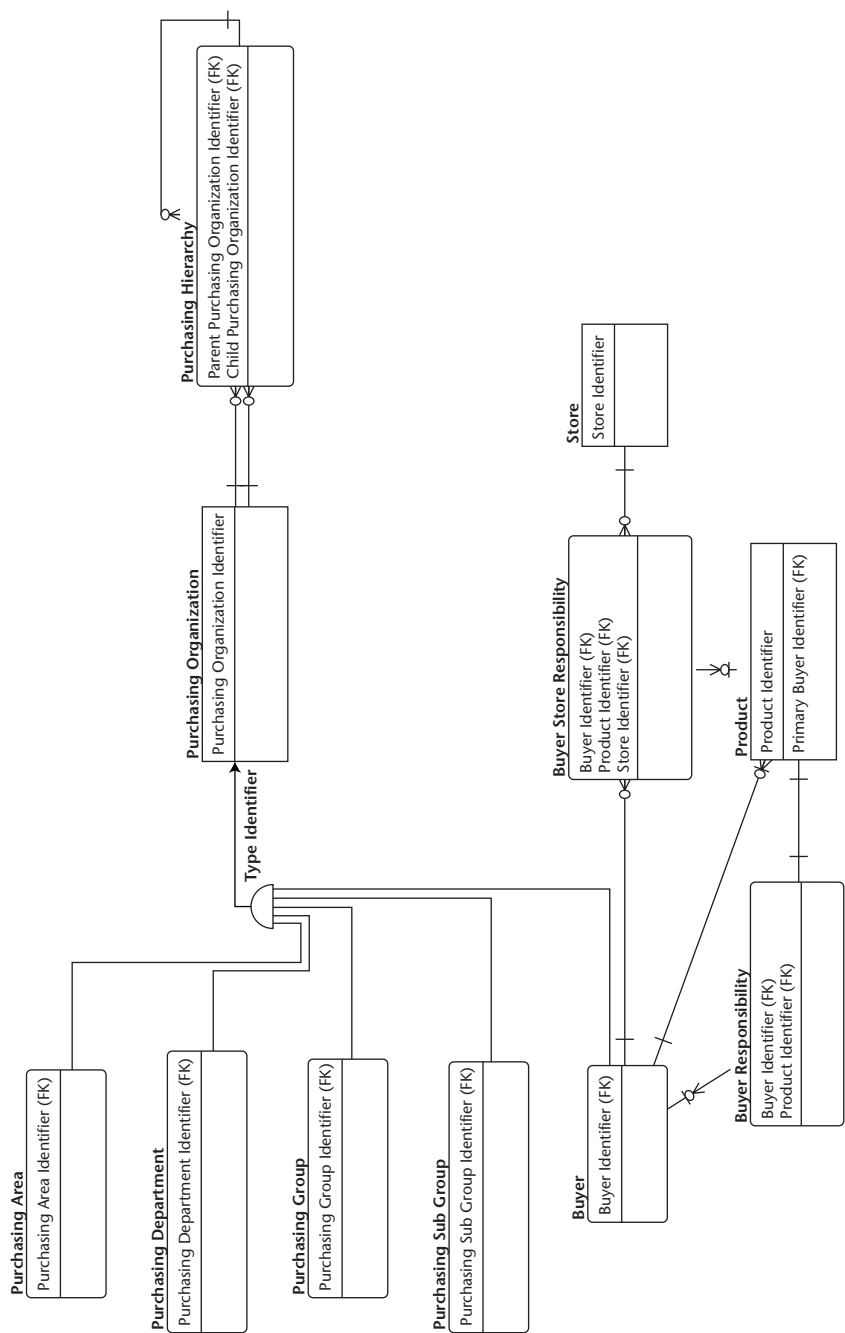 Purchasing Area
Purchasing Area Identifier (FK)
Purchasing Department
Purchasing Department Identifier (FK)
Purchasing Group
Purchasing Group Identifier (FK)
Purchasing Sub Group
Purchasing Sub Group Identifier (FK)
Buyer
Buyer Identifier (FK)
Buyer Responsibility
Buyer Identifier (FK)
Product Identifier (FK)
Type Identifier
Purchasing Organization
Purchasing Organization Identifier
Buyer Store Responsibility
Buyer Identifier (FK)
Product Identifier (FK)
Store Identifier (FK)
Product
Product Identifier
Primary Buyer Identifier (FK)
Purchasing Hierarchy
Parent Purchasing Organization Identifier (FK)
Child Purchasing Organization Identifier (FK)
Store
Store Identifier